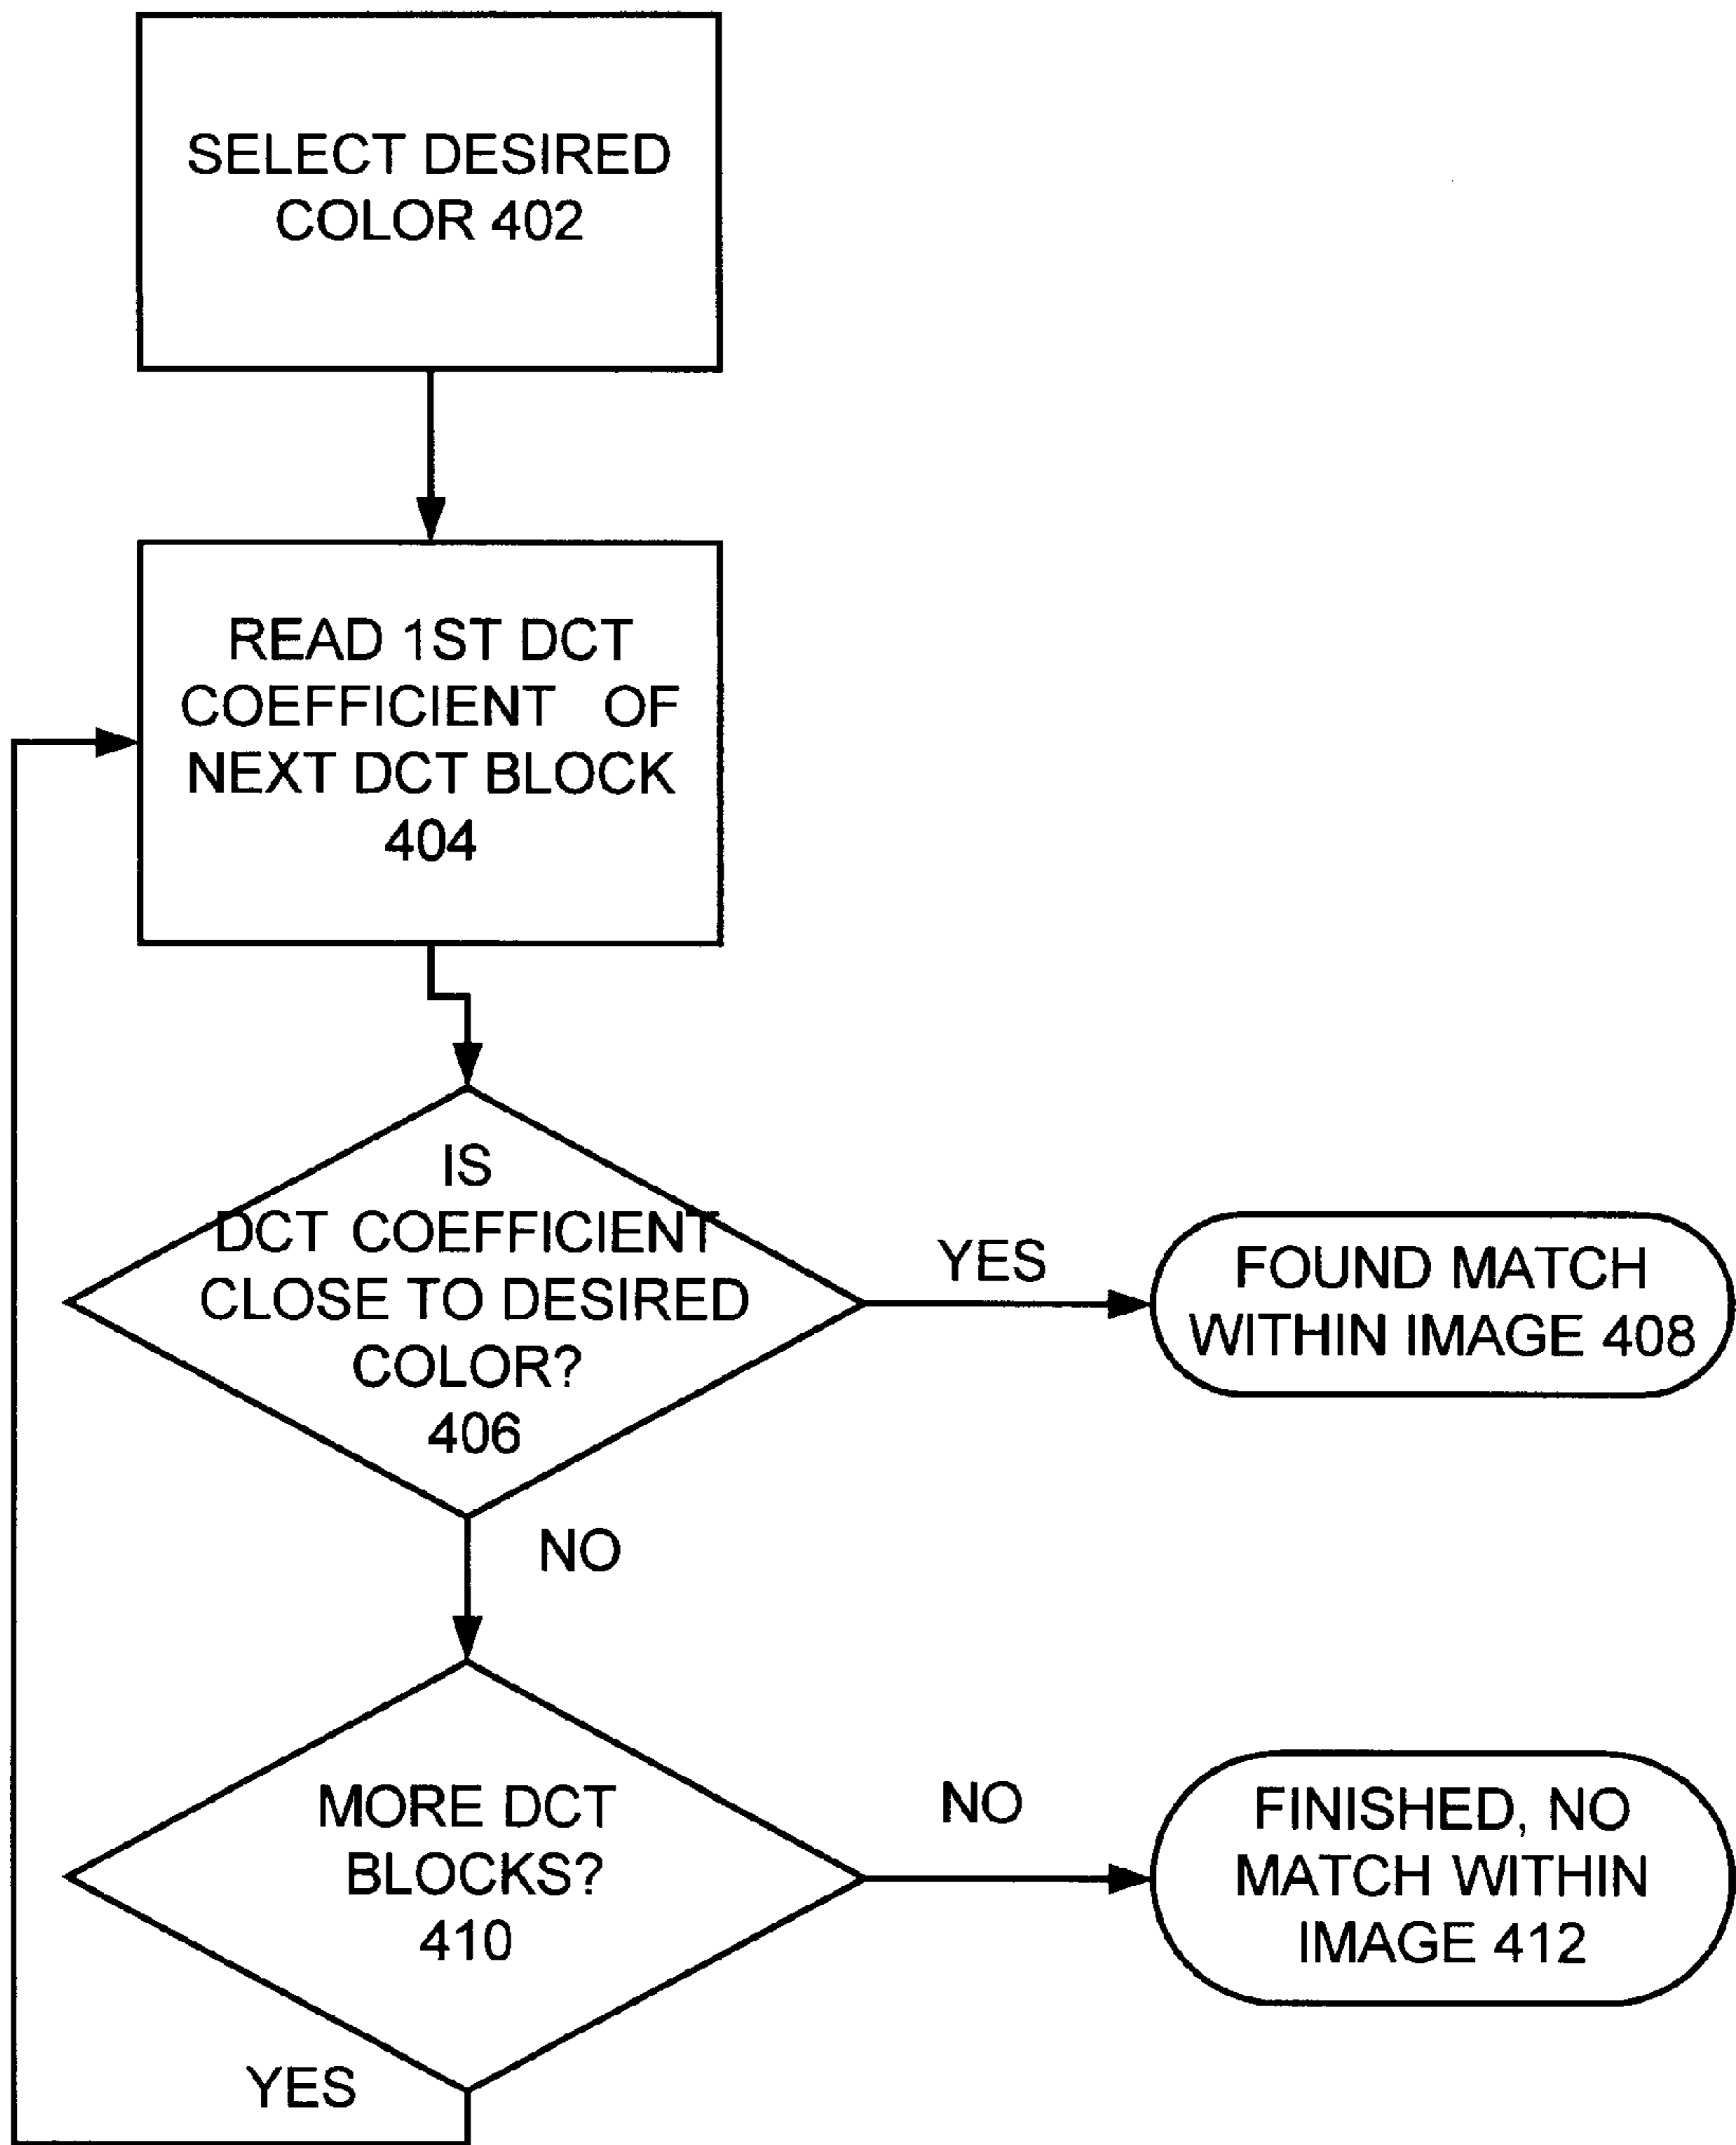 SELECT DESIRED
COLOR 402
READ 1ST DCT
COEFFICIENT OF
NEXT DCT BLOCK
404
IS
DCT COEFFICIENT
CLOSE TO DESIRED
COLOR?
406
YES
FOUND MATCH
WITHIN IMAGE 408
NO
MORE DCT
BLOCKS?
410
NO
FINISHED, NO
MATCH WITHIN
IMAGE 412
YES